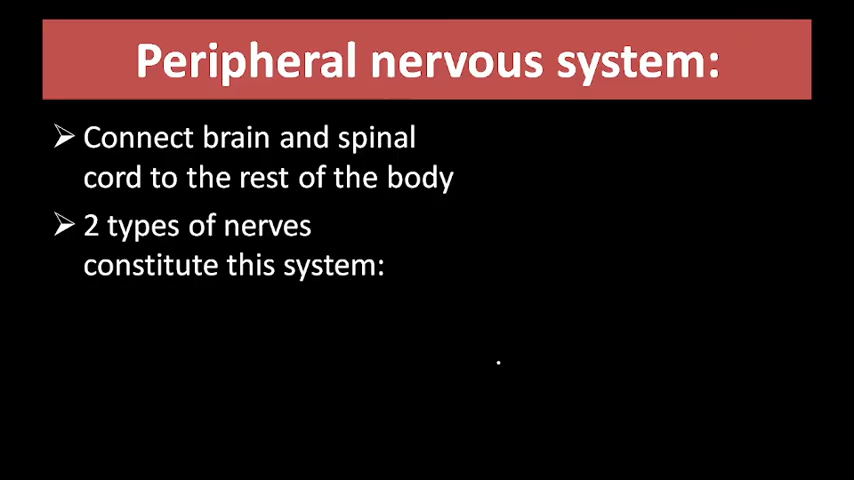 Peripheral nervous system:
➢ Connect brain and spinal
cord to the rest of the body
➢ 2 types of nerves
constitute this system: